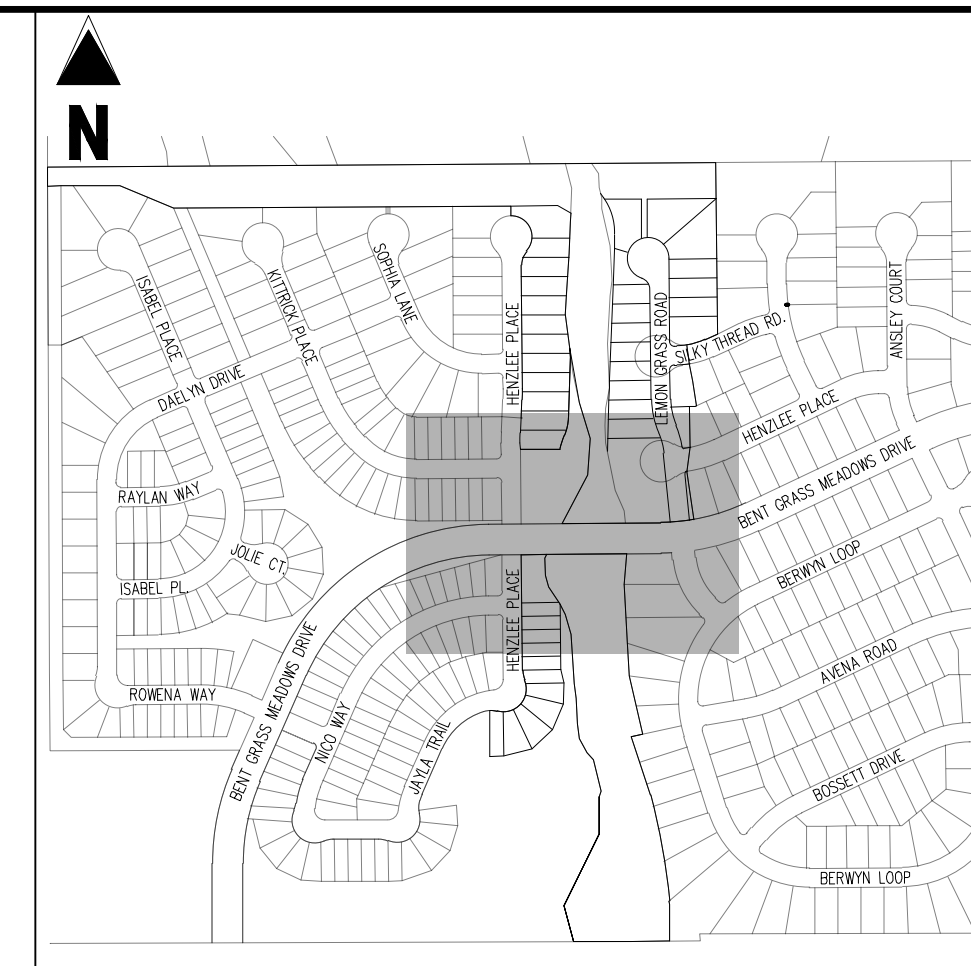 N
ISABEL PLACE
KITTRICK PLACE
SOPHIA LANE
HENZLEE PLACE
LEMON GRASS ROAD
SILKY THREAD RD.
ANSLEY COURT
DAELYN DRIVE
HENZLEE PLACE
BENT GRASS MEADOWS DRIVE
RAYLAN WAY
JOLIE CT.
ISABEL PL.
BERWYN LOOP
HENZLEE PLACE
AVENA ROAD
ROWENA WAY
BENT GRASS MEADOWS DRIVE
NICO WAY
JAYLA TRAIL
BOSSETT DRIVE
BERWYN LOOP